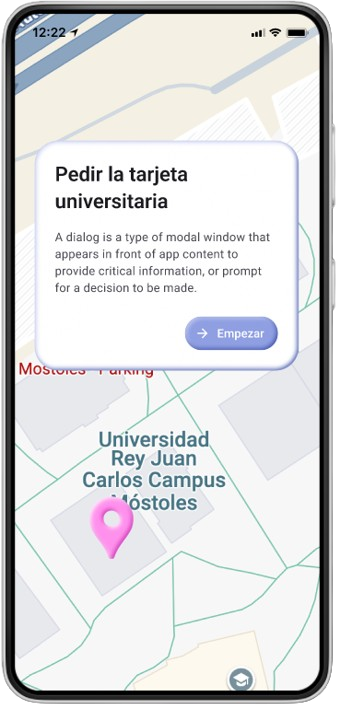 12:22
Pedir la tarjeta
universitaria
A dialog is a type of modal window that
appears in front of app content to
provide critical information, or prompt
for a decision to be made.
Empezar
Móstoles - Parking
Universidad
Rey Juan
Carlos Campus
Móstoles